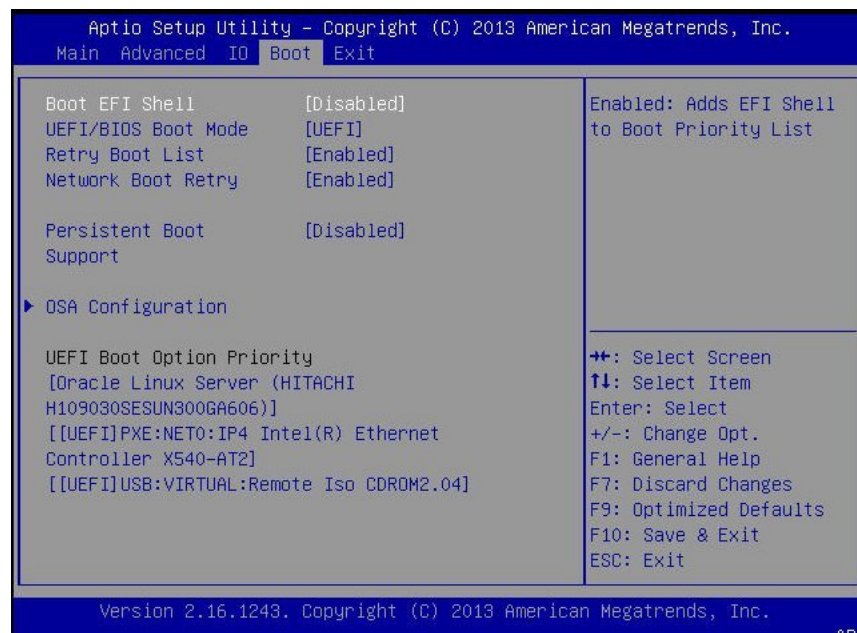 Aptio Setup Utility – Copyright (C) 2013 American Megatrends, Inc.
Main Advanced IO Boot Exit
Boot EFI Shell [Disabled]
UEFI/BIOS Boot Mode [UEFI]
Retry Boot List [Enabled]
Network Boot Retry [Enabled]
Persistent Boot [Disabled]
Support
OSA Configuration
UEFI Boot Option Priority
[Oracle Linux Server (HITACHI
H109030SESUN300GA606)]
[[UEFI]PXE:NET0:IP4 Intel(R) Ethernet
Controller X540-AT2]
[[UEFI]USB:VIRTUAL:Remote Iso CDROM2.04]
Enabled: Adds EFI Shell
to Boot Priority List
→←: Select Screen
↑↓: Select Item
Enter: Select
+/-: Change Opt.
F1: General Help
F7: Discard Changes
F9: Optimized Defaults
F10: Save & Exit
ESC: Exit
Version 2.16.1243. Copyright (C) 2013 American Megatrends, Inc.